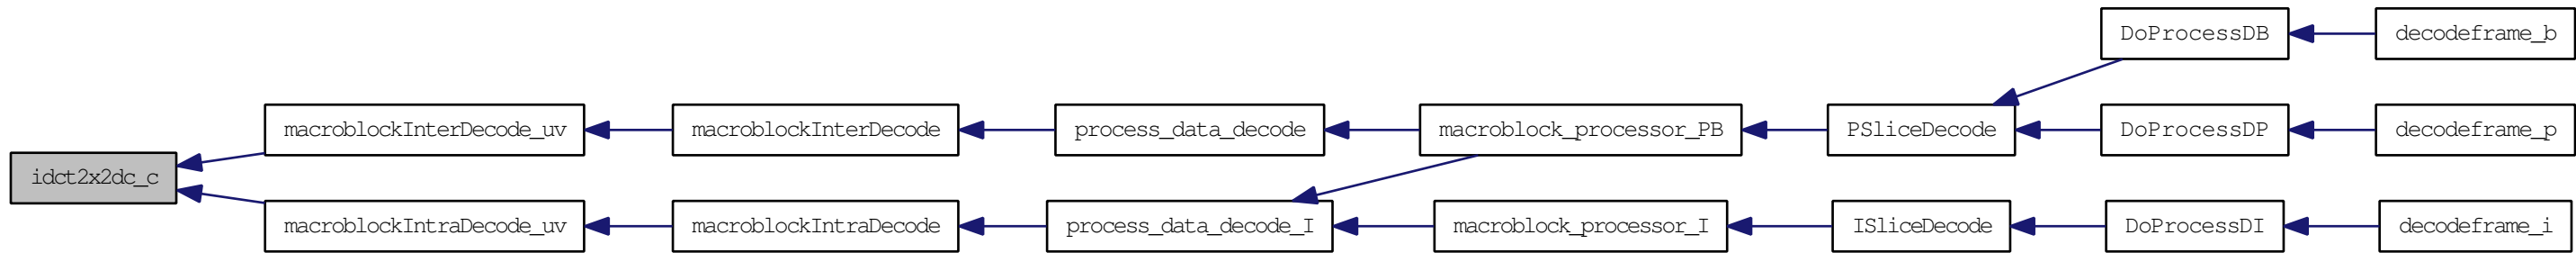 DoProcessDB
decodeframe_b
macroblockInterDecode_uv
macroblockInterDecode
process_data_decode
macroblock_processor_PB
PSliceDecode
DoProcessDP
decodeframe_p
idct2x2dc_c
macroblockIntraDecode_uv
macroblockIntraDecode
process_data_decode_I
macroblock_processor_I
ISliceDecode
DoProcessDI
decodeframe_i